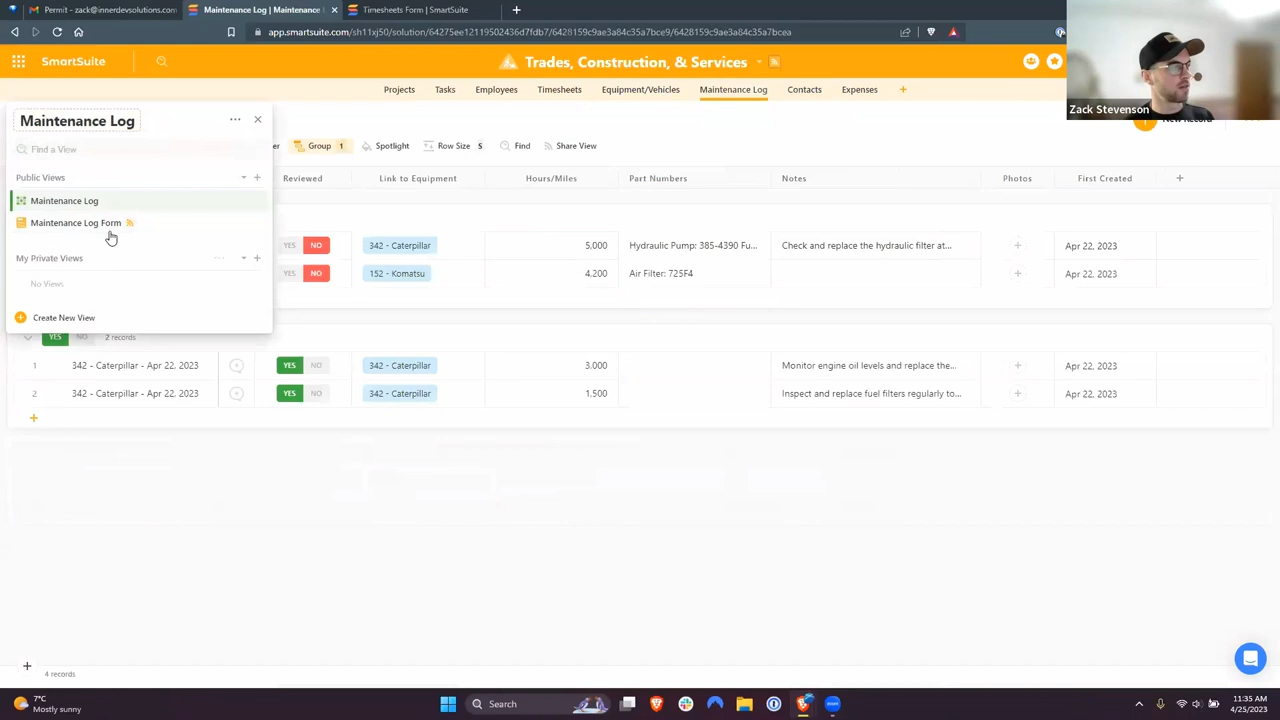 Permit - zack@innerdevsolutions.com
Maintenance Log | Maintenance
Timesheets Form | SmartSuite
app.smartsuite.com/sh11xj50/solution/64275ee12119502436d7fdb7/6428159c9ae3a84c35a7bce9/6428159c9ae3a84c35a7bcea
SmartSuite
Trades, Construction, & Services
Projects Tasks Employees Timesheets Equipment/Vehicles Maintenance Log Contacts Expenses
Zack Stevenson
New Record
Maintenance Log
Group 1 Spotlight Row Size S Find Share View
Find a View
Public Views
Reviewed Link to Equipment Hours/Miles Part Numbers Notes Photos First Created
Maintenance Log
Maintenance Log Form
YES NO 342 - Caterpillar 5,000 Hydraulic Pump: 385-4390 Fu... Check and replace the hydraulic filter at... Apr 22, 2023
My Private Views
YES NO 152 - Komatsu 4,200 Air Filter: 725F4 Apr 22, 2023
No Views
Create New View
YES NO 2 records
1 342 - Caterpillar - Apr 22, 2023 YES NO 342 - Caterpillar 3,000 Monitor engine oil levels and replace the... Apr 22, 2023
2 342 - Caterpillar - Apr 22, 2023 YES NO 342 - Caterpillar 1,500 Inspect and replace fuel filters regularly to... Apr 22, 2023
4 records
7°C
Mostly sunny
Search
11:35 AM
4/25/2023